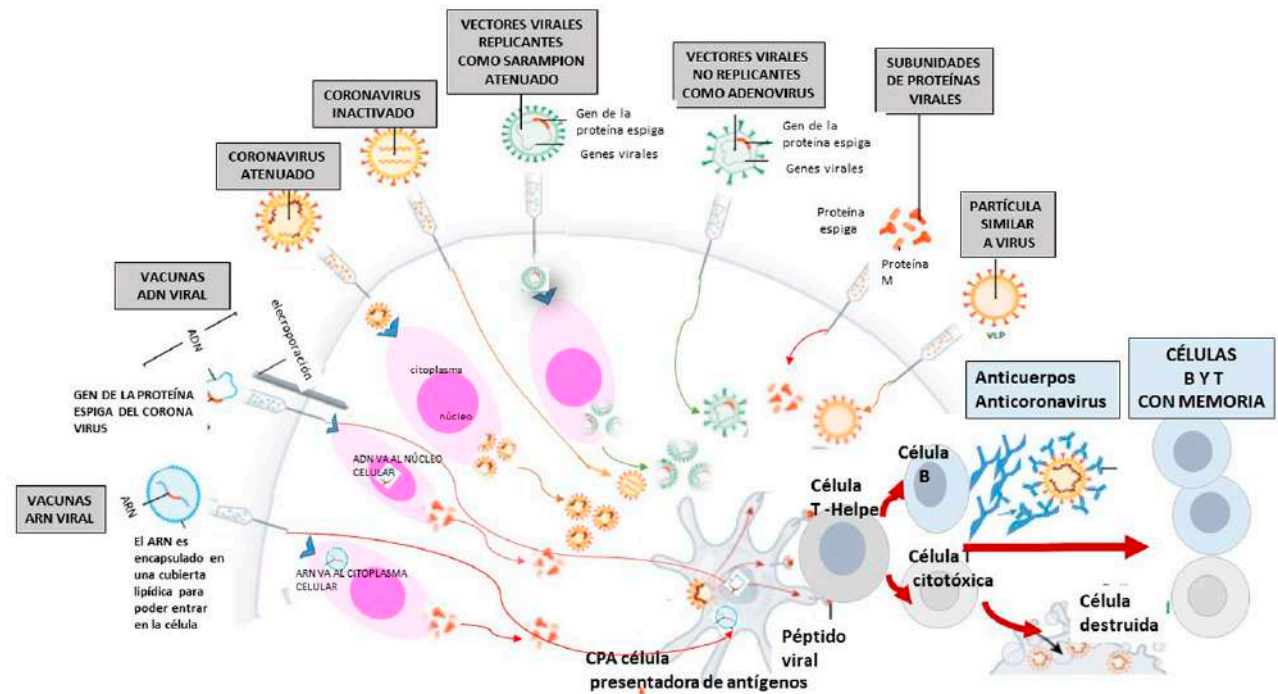 VECTORES VIRALES
REPLICANTES
COMO SARAMPION
ATENUADO
VECTORES VIRALES
NO REPLICANTES
COMO ADENOVIRUS
SUBUNIDADES
DE PROTEÍNAS
VIRALES
CORONAVIRUS
INACTIVADO
Gen de la
proteína espiga
Genes virales
Gen de la
proteína espiga
Genes virales
CORONAVIRUS
ATENUADO
Proteína
espiga
Proteína
M
PARTÍCULA
SIMILAR
A VIRUS
VLP
VACUNAS
ADN VIRAL
ADN
elecroporación
GEN DE LA PROTEÍNA
ESPIGA DEL CORONA
VIRUS
citoplasma
núcleo
ADN VA AL NÚCLEO
CELULAR
Anticuerpos
Anticoronavirus
CÉLULAS
B Y T
CON MEMORIA
VACUNAS
ARN VIRAL
ARN
El ARN es
encapsulado en
una cubierta
lipídica para
poder entrar
en la célula
ARN VA AL CITOPLASMA
CELULAR
Célula
T -Helpe
Célula
B
Célula T
citotóxica
Célula
destruida
Péptido
viral
CPA célula
presentadora de antígenos